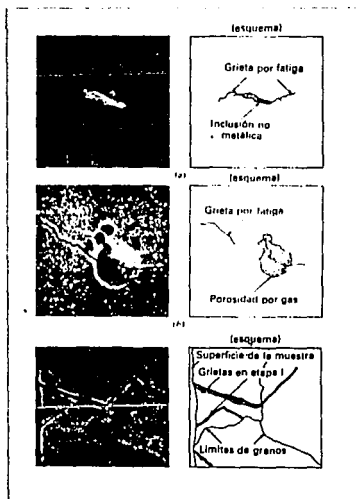 (esquema)
Grieta por fatiga
Inclusión no
metálica
(a)
(esquema)
Grieta por fatiga
Porosidad por gas
(b)
(esquema)
Superficie de la muestra
Grietas en etapa I
Límites de granos